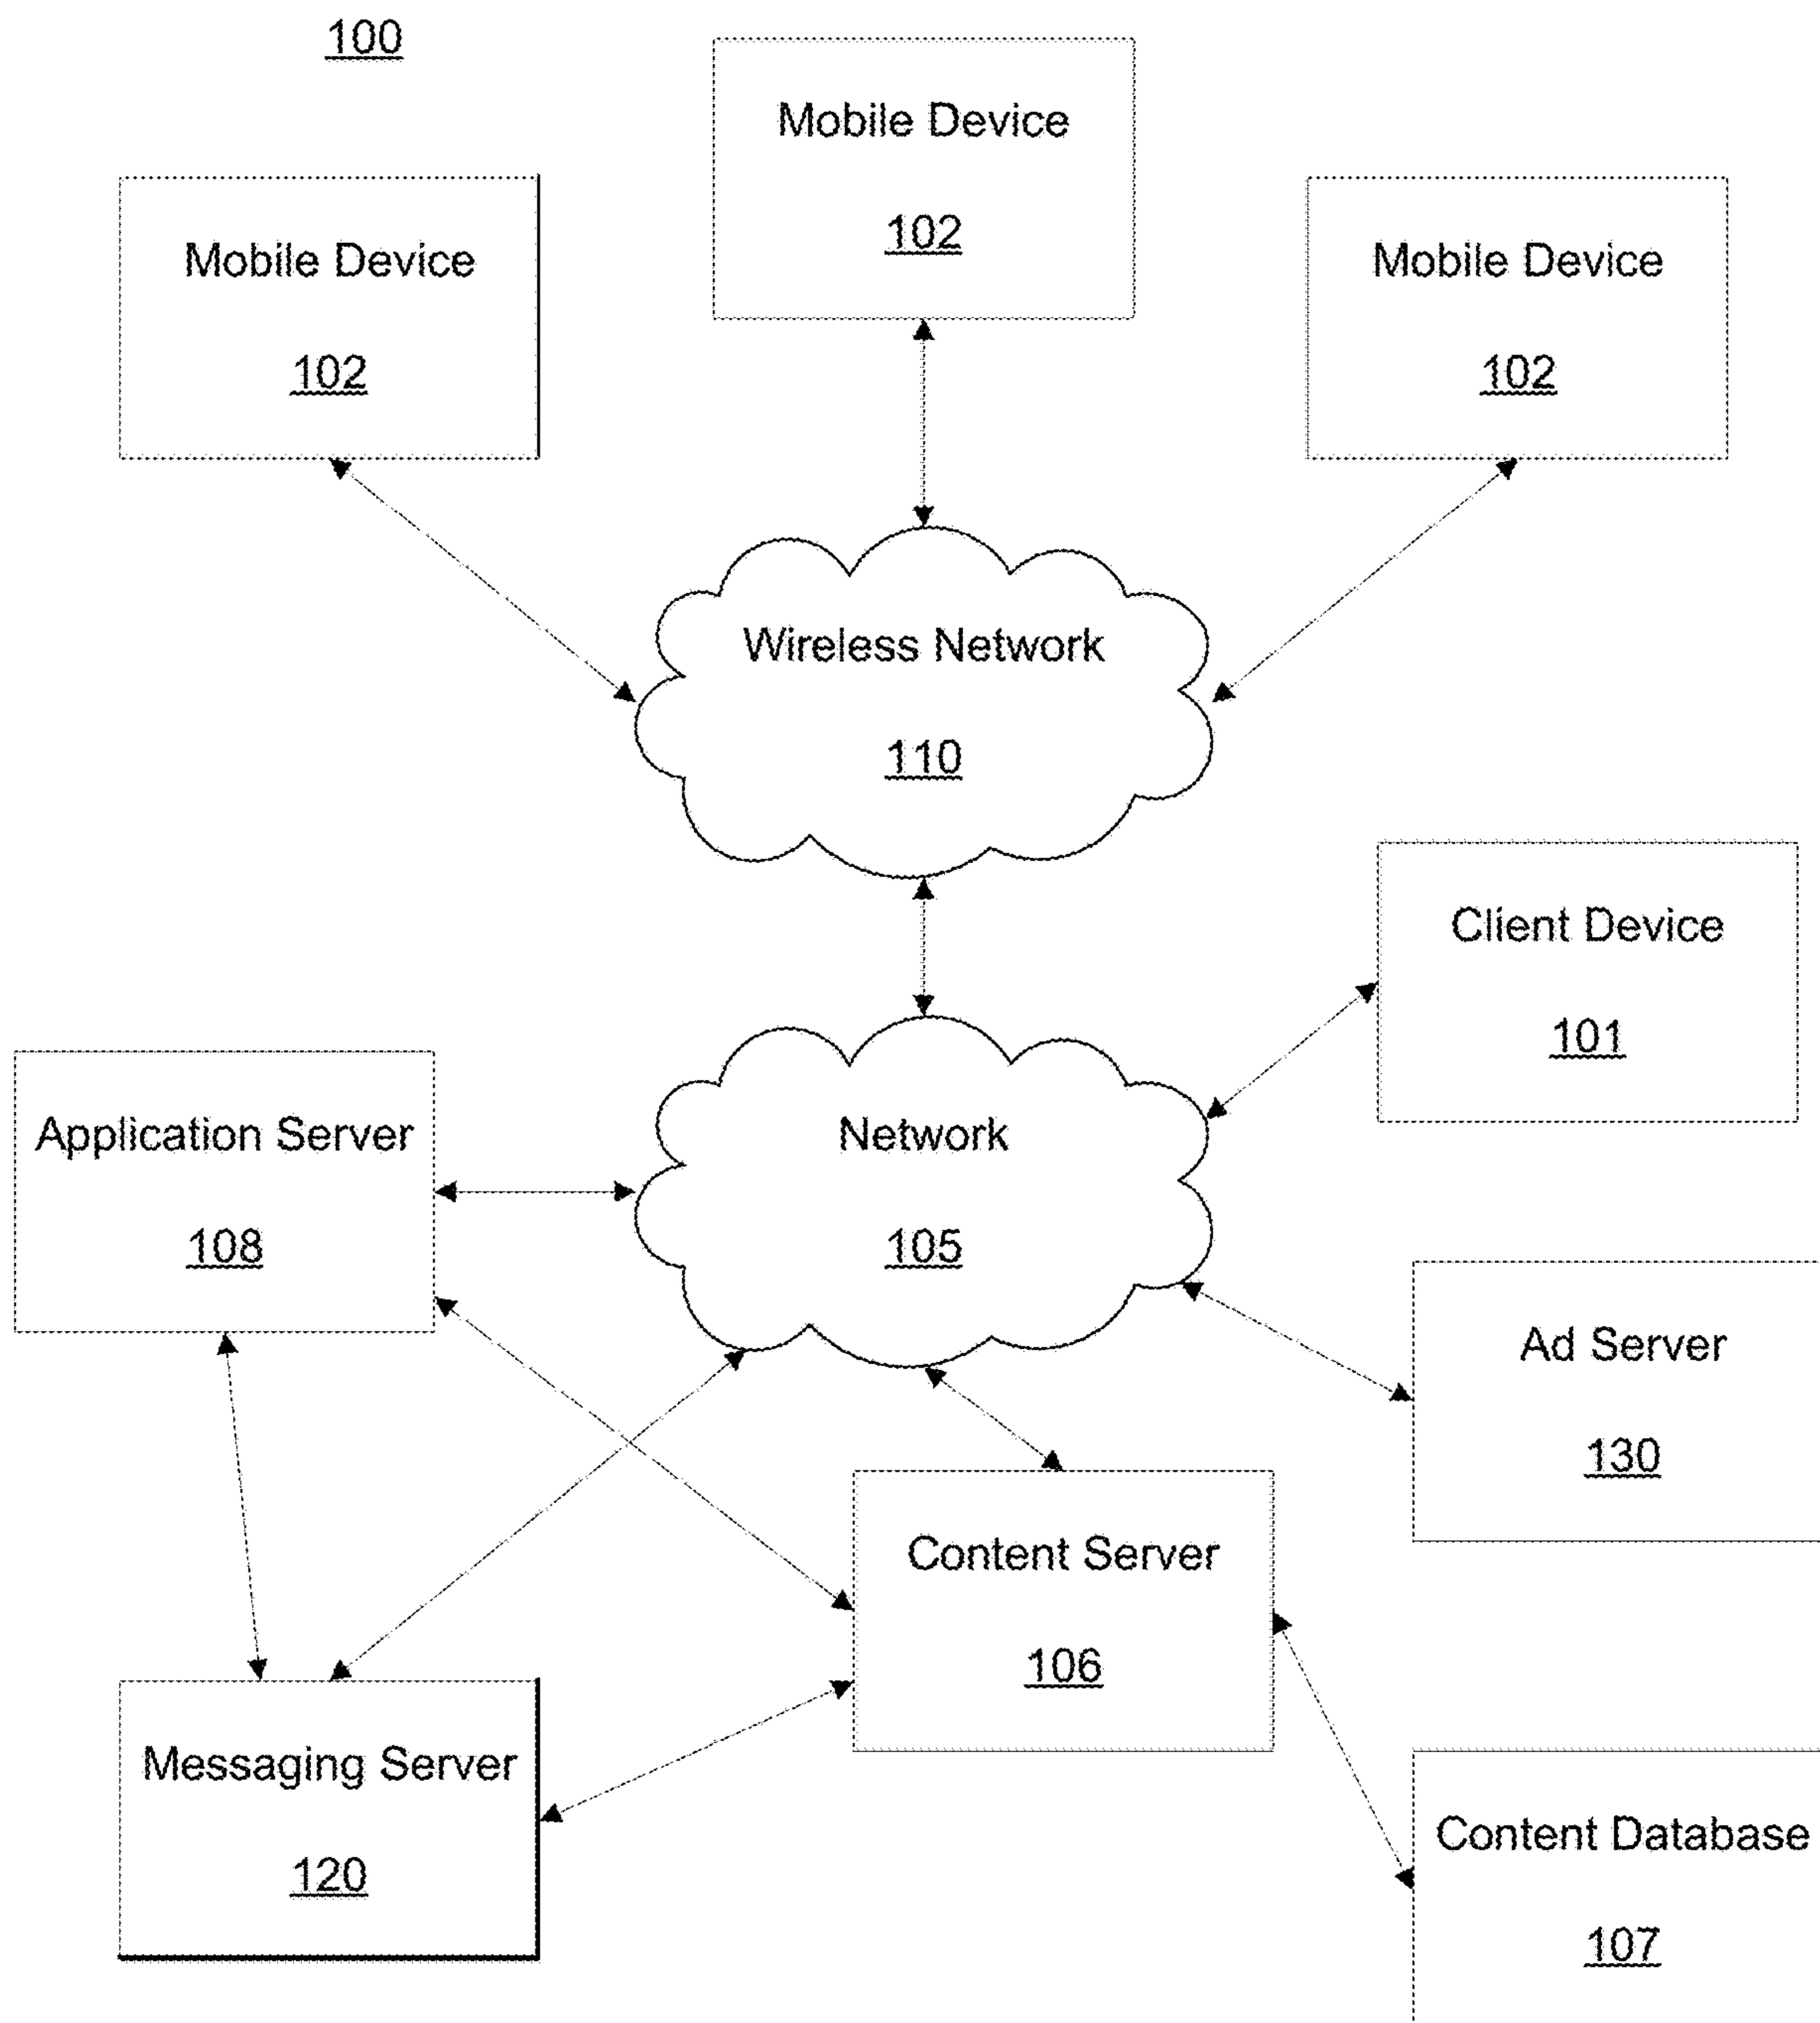 100
Mobile Device
102
Mobile Device
102
Mobile Device
102
Wireless Network
110
Client Device
101
Application Server
108
Network
105
Ad Server
130
Content Server
106
Messaging Server
120
Content Database
107